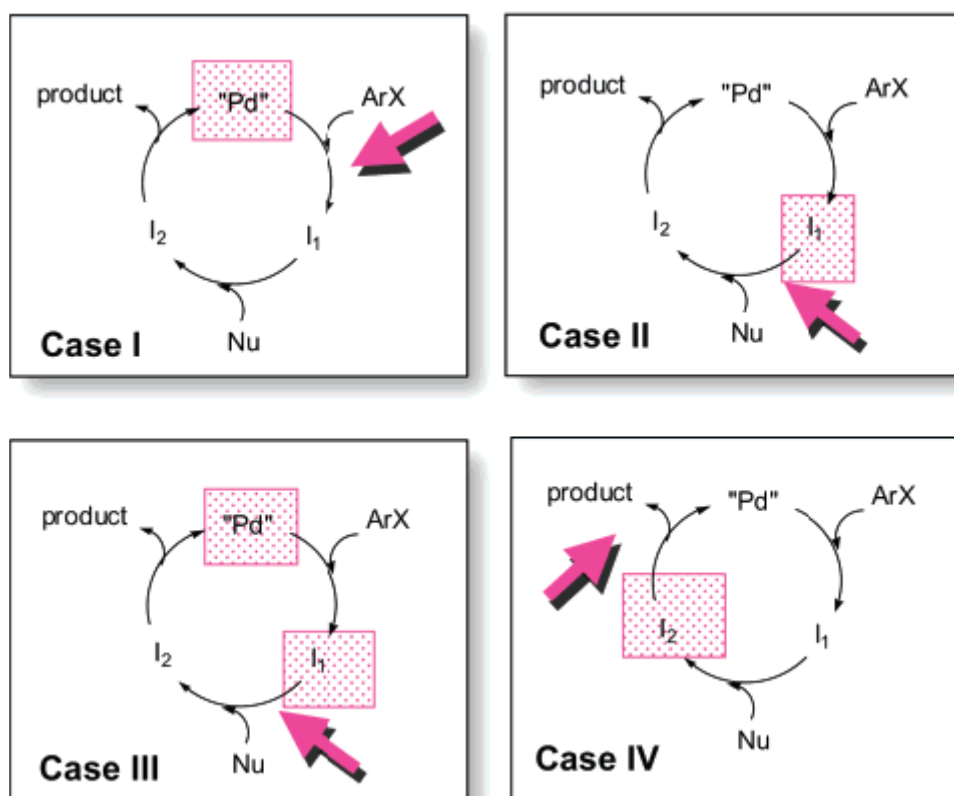 product
"Pd"
ArX
I₂
I₁
Nu
Case I
product
"Pd"
ArX
I₂
I₁
Nu
Case II
product
"Pd"
ArX
I₂
I₁
Nu
Case III
product
"Pd"
ArX
I₂
I₁
Nu
Case IV